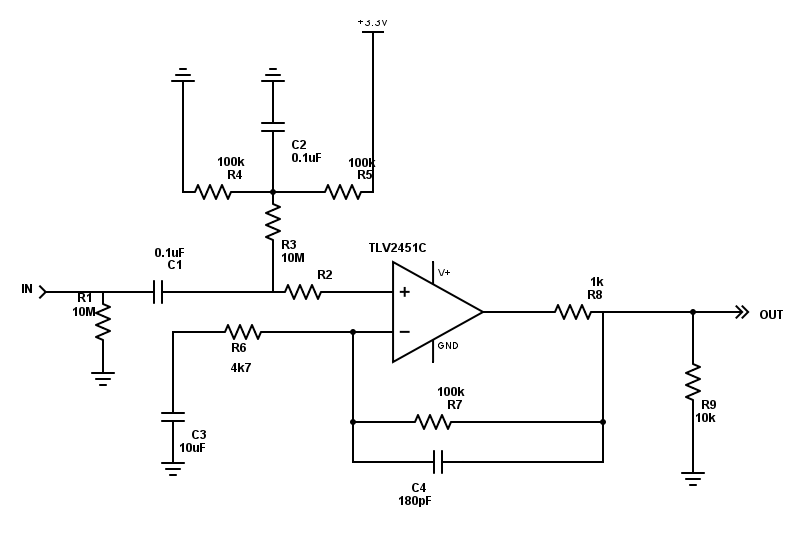 +3.3V
C2
0.1uF
100k
R4
100k
R5
R3
10M
TLV2451C
0.1uF
C1
R2
V+
IN
R1
10M
1k
R8
OUT
R6
4k7
GND
100k
R7
R9
10k
C3
10uF
C4
180pF